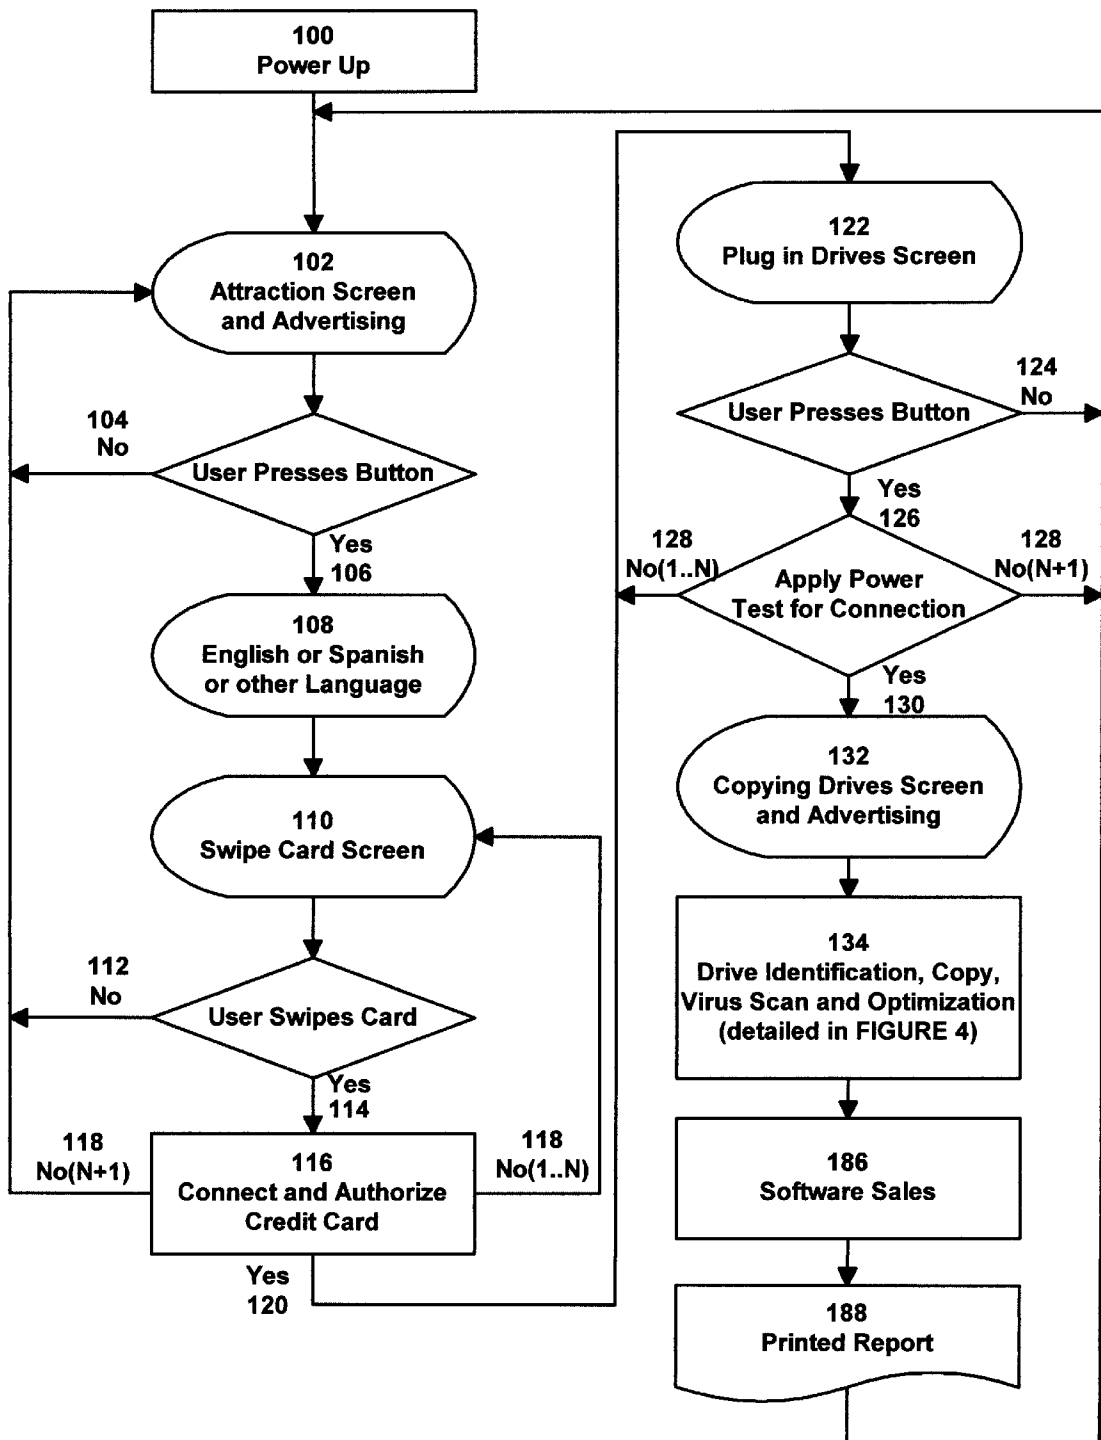 100
Power Up
102
Attraction Screen
and Advertising
104
No
User Presses Button
Yes
106
108
English or Spanish
or other Language
110
Swipe Card Screen
112
No
User Swipes Card
Yes
114
118
No(N+1)
116
Connect and Authorize
Credit Card
118
No(1..N)
Yes
120
122
Plug in Drives Screen
User Presses Button
124
No
Yes
126
128
No(1..N)
Apply Power
Test for Connection
128
No(N+1)
Yes
130
132
Copying Drives Screen
and Advertising
134
Drive Identification, Copy,
Virus Scan and Optimization
(detailed in FIGURE 4)
186
Software Sales
188
Printed Report